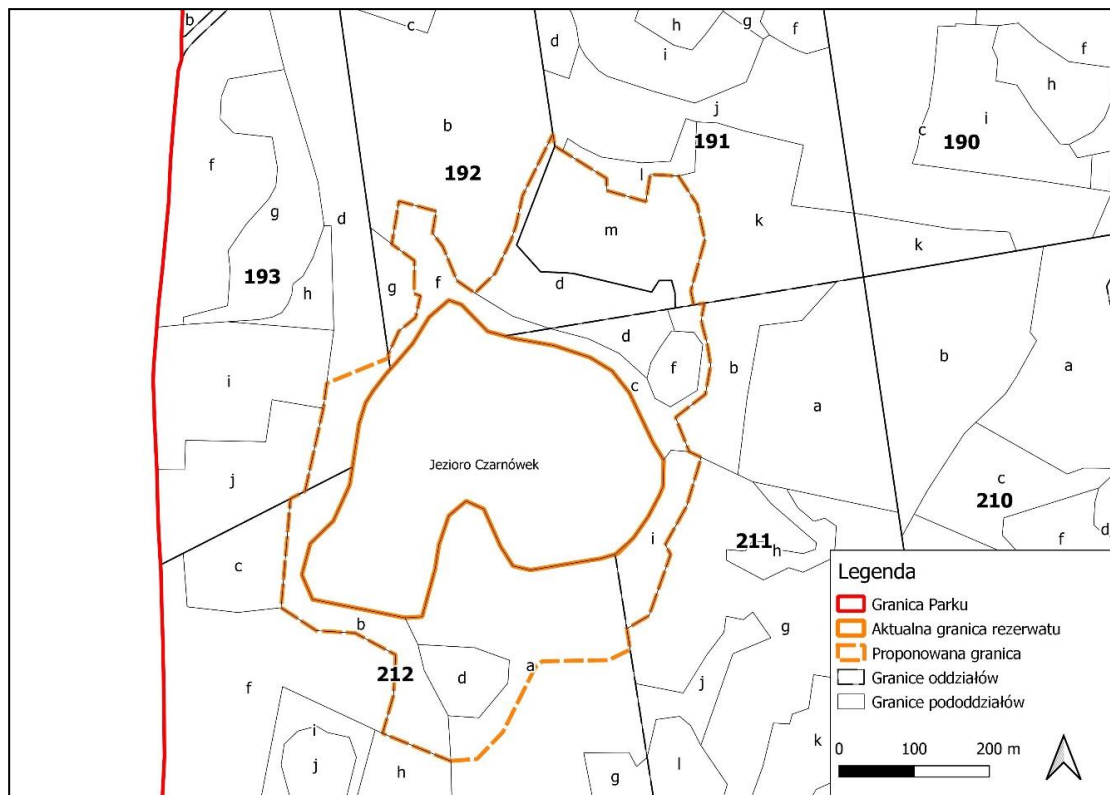 b
c
d
h
g
f
i
f
h
j
i
c
190
f
b
192
191
l
f
g
d
m
k
k
193
h
g
f
d
d
f
b
b
a
i
c
a
Jezioro Czarnówek
j
c
210
d
f
i
211
h
c
b
g
212
a
d
f
j
i
j
h
l
g
k
Legenda
Granica Parku
Aktualna granica rezerwatu
Proponowana granica
Granice oddziałów
Granice pododdziałów
0 100 200 m